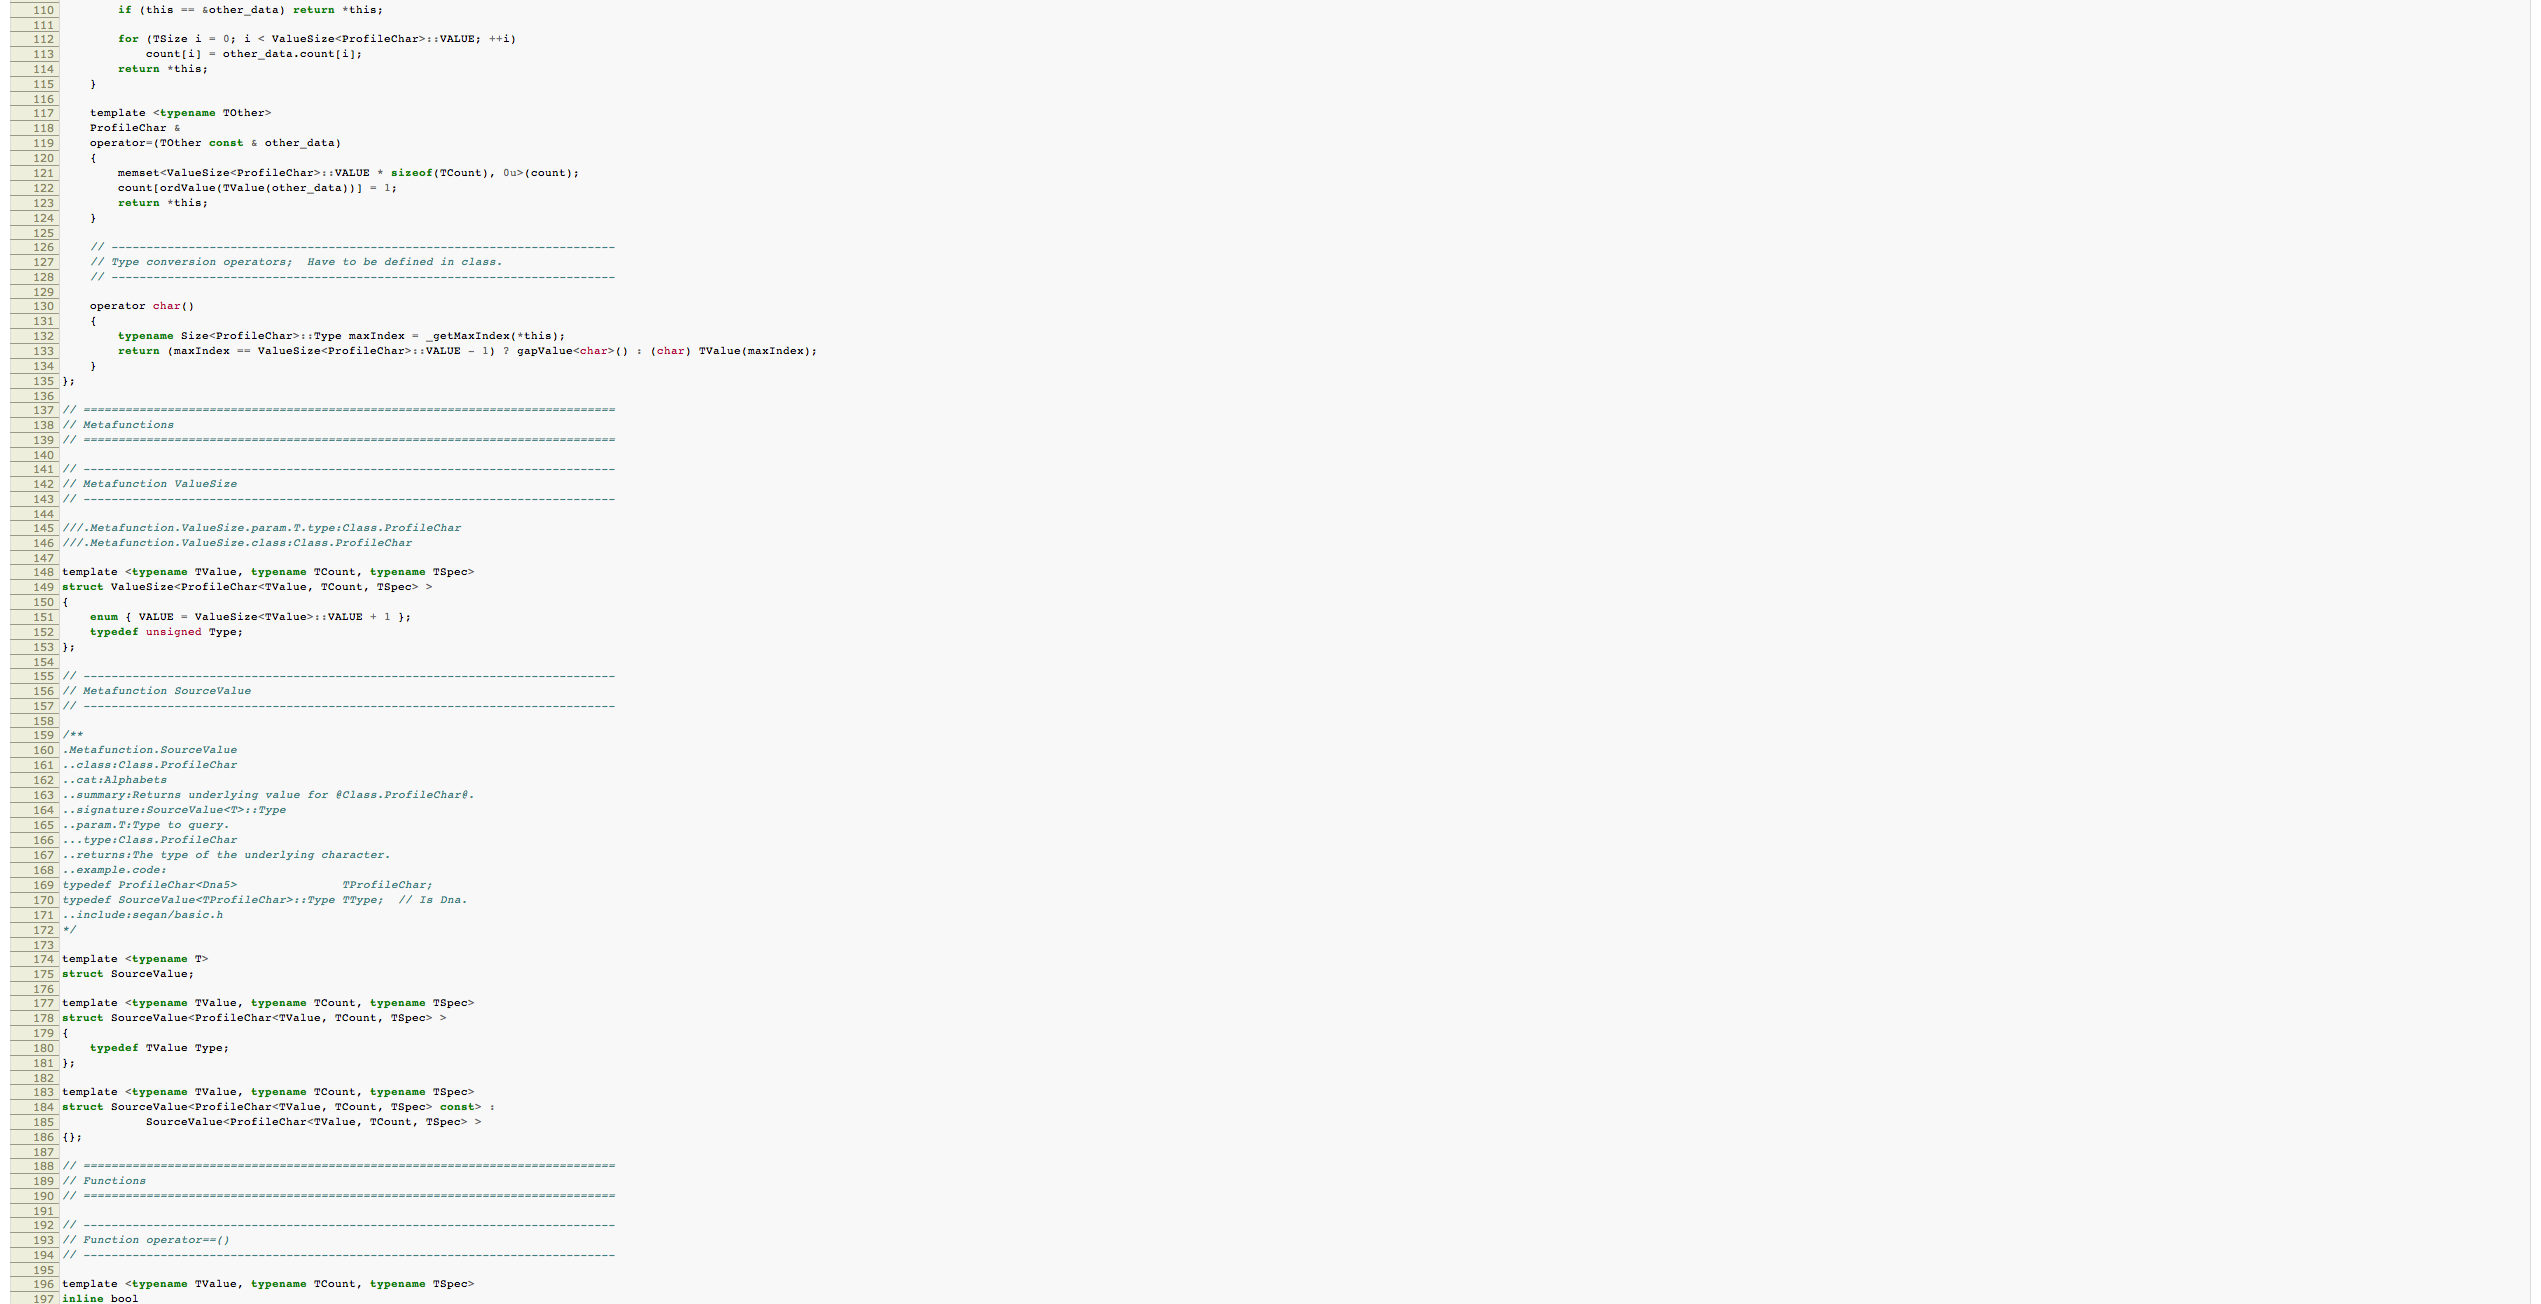 110 if (this == &other_data) return *this;
111
112 for (TSize i = 0; i < ValueSize<ProfileChar>::VALUE; ++i)
113 count[i] = other_data.count[i];
114 return *this;
115 }
116
117 template <typename TOther>
118 ProfileChar &
119 operator=(TOther const & other_data)
120 {
121 memset<ValueSize<ProfileChar>::VALUE * sizeof(TCount), 0u>(count);
122 count[ordValue(TValue(other_data))] = 1;
123 return *this;
124 }
125
126 // ------------------------------------------------------------------------
127 // Type conversion operators;  Have to be defined in class.
128 // ------------------------------------------------------------------------
129
130 operator char()
131 {
132 typename Size<ProfileChar>::Type maxIndex = _getMaxIndex(*this);
133 return (maxIndex == ValueSize<ProfileChar>::VALUE - 1) ? gapValue<char>() : (char) TValue(maxIndex);
134 }
135 };
136
137 // ============================================================================
138 // Metafunctions
139 // ============================================================================
140
141 // ----------------------------------------------------------------------------
142 // Metafunction ValueSize
143 // ----------------------------------------------------------------------------
144
145 ///.Metafunction.ValueSize.param.T.type:Class.ProfileChar
146 ///.Metafunction.ValueSize.class:Class.ProfileChar
147
148 template <typename TValue, typename TCount, typename TSpec>
149 struct ValueSize<ProfileChar<TValue, TCount, TSpec> >
150 {
151 enum { VALUE = ValueSize<TValue>::VALUE + 1 };
152 typedef unsigned Type;
153 };
154
155 // ----------------------------------------------------------------------------
156 // Metafunction SourceValue
157 // ----------------------------------------------------------------------------
158
159 /**
160 .Metafunction.SourceValue
161 ..class:Class.ProfileChar
162 ..cat:Alphabets
163 ..summary:Returns underlying value for @Class.ProfileChar@.
164 ..signature:SourceValue<T>::Type
165 ..param.T:Type to query.
166 ...type:Class.ProfileChar
167 ..returns:The type of the underlying character.
168 ..example.code:
169 typedef ProfileChar<Dna5>               TProfileChar;
170 typedef SourceValue<TProfileChar>::Type TType;  // Is Dna.
171 ..include:seqan/basic.h
172 */
173
174 template <typename T>
175 struct SourceValue;
176
177 template <typename TValue, typename TCount, typename TSpec>
178 struct SourceValue<ProfileChar<TValue, TCount, TSpec> >
179 {
180 typedef TValue Type;
181 };
182
183 template <typename TValue, typename TCount, typename TSpec>
184 struct SourceValue<ProfileChar<TValue, TCount, TSpec> const> :
185 SourceValue<ProfileChar<TValue, TCount, TSpec> >
186 {};
187
188 // ============================================================================
189 // Functions
190 // ============================================================================
191
192 // ----------------------------------------------------------------------------
193 // Function operator==()
194 // ----------------------------------------------------------------------------
195
196 template <typename TValue, typename TCount, typename TSpec>
197 inline bool